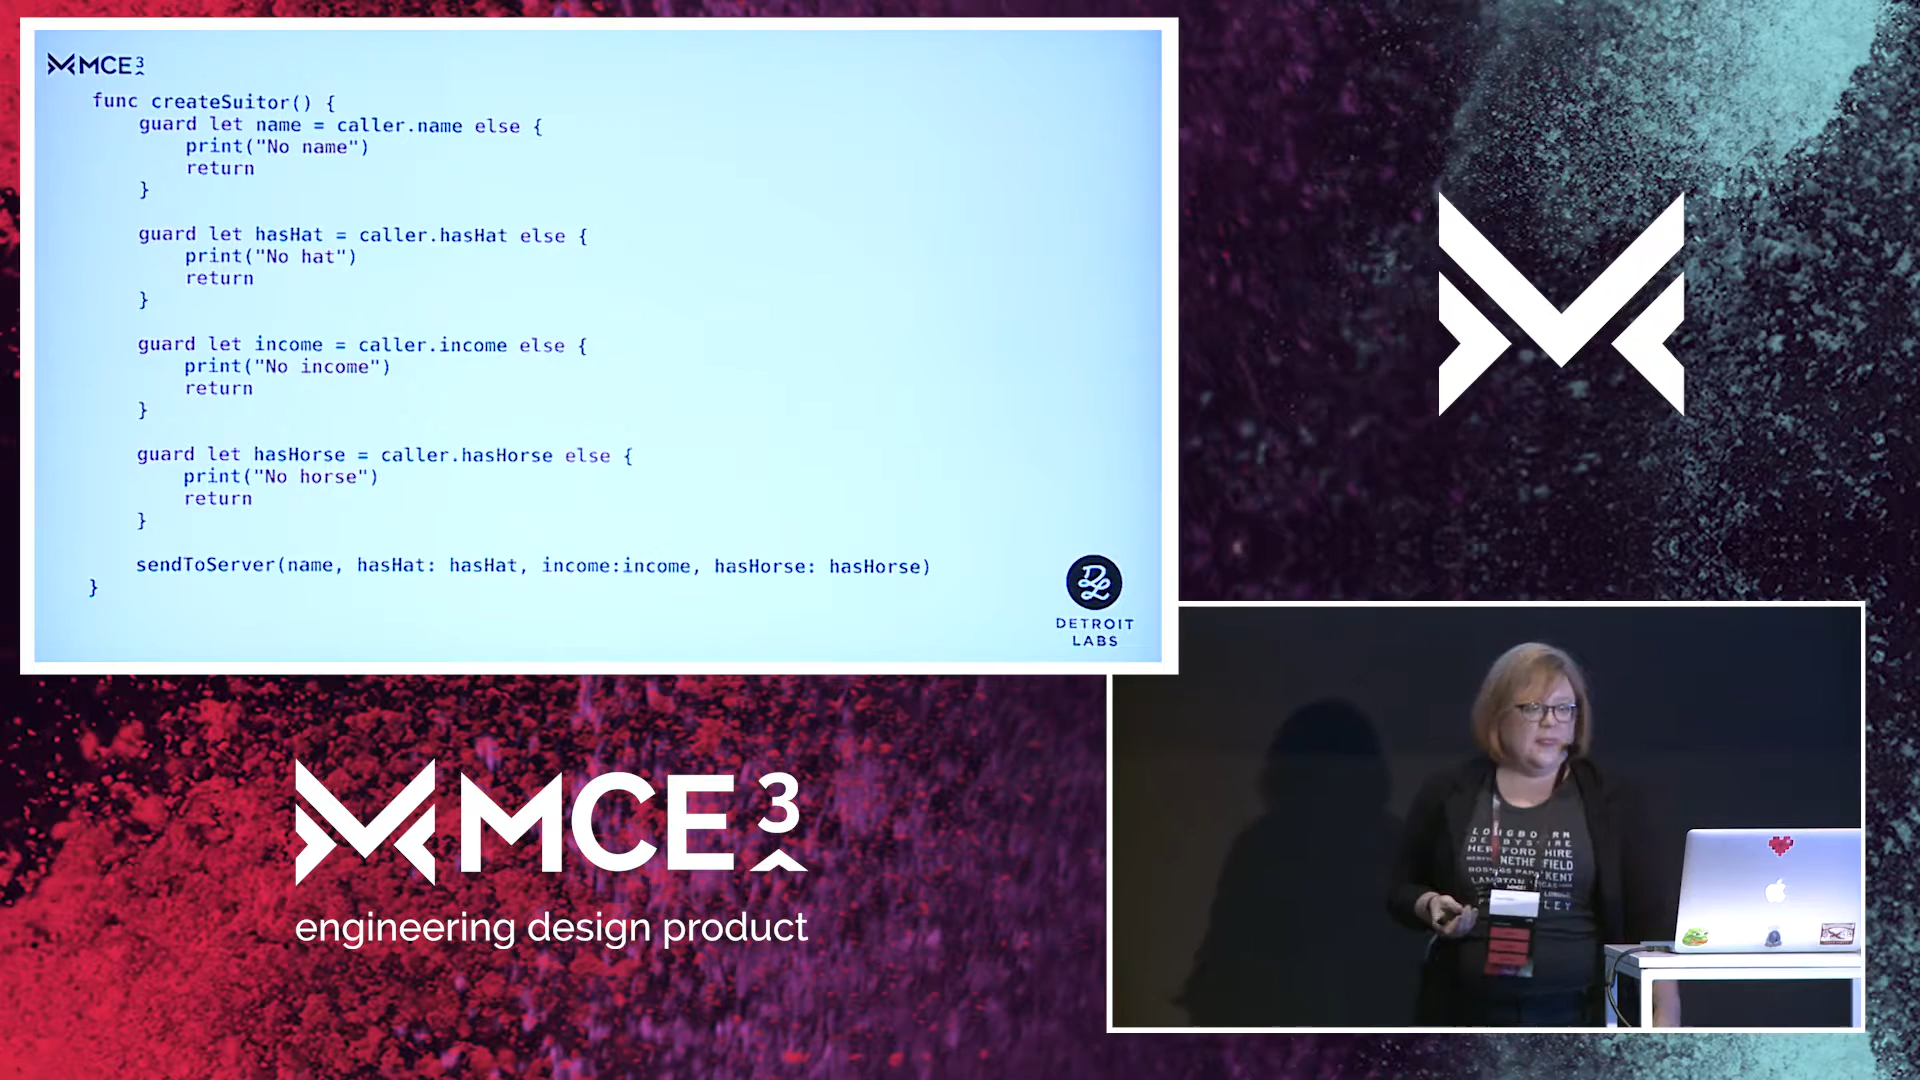 MCE3
func createSuitor() {
guard let name = caller.name else {
print("No name")
return
}
guard let hasHat = caller.hasHat else {
print("No hat")
return
}
guard let income = caller.income else {
print("No income")
return
}
guard let hasHorse = caller.hasHorse else {
print("No horse")
return
}
sendToServer(name, hasHat: hasHat, income:income, hasHorse: hasHorse)
}
DETROIT
LABS
MCE3
engineering design product
NETHE FIELD
KENT